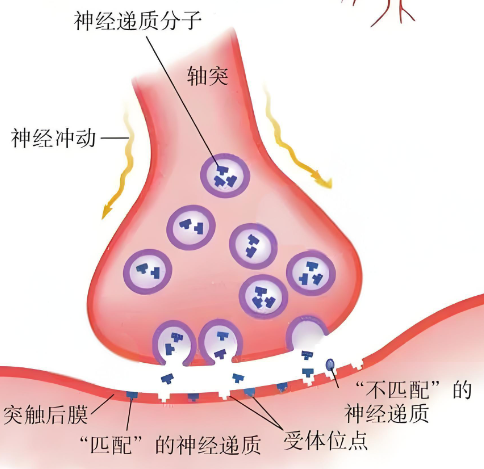 神经递质分子
轴突
神经冲动
“不匹配”的
神经递质
突触后膜
“匹配”的神经递质
受体位点